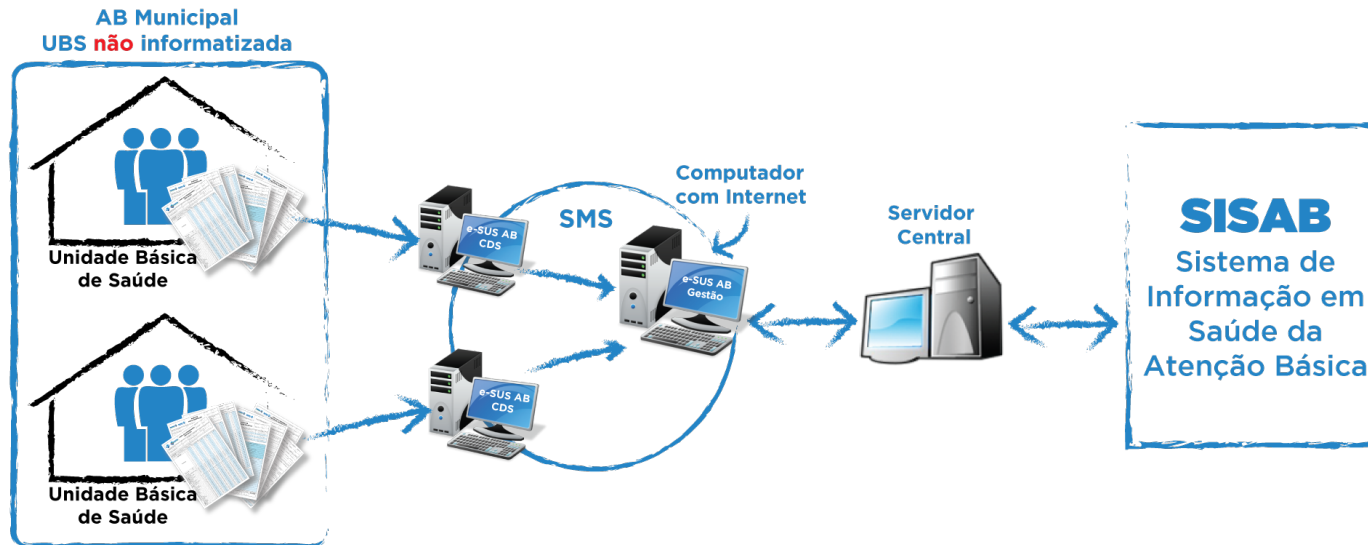 AB Municipal
UBS não informatizada
Unidade Básica
de Saúde
Unidade Básica
de Saúde
e-SUS AB
CDS
e-SUS AB
CDS
SMS
Computador
com Internet
e-SUS AB
Gestão
Servidor
Central
SISAB
Sistema de
Informação em
Saúde da
Atenção Básica